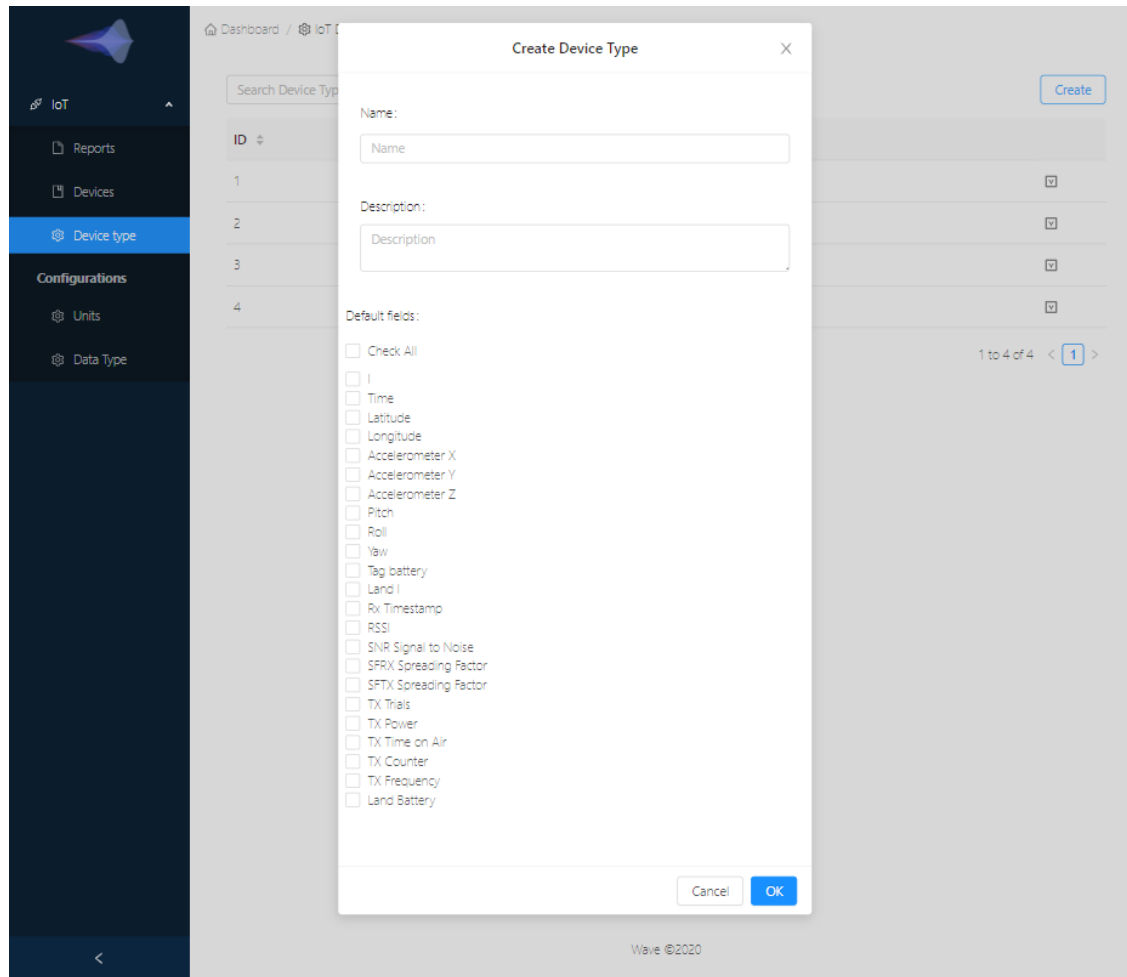 Dashboard / IoT D
IoT
Reports
Devices
Device type
Configurations
Units
Data Type
Search Device Typ
Create
ID
1
2
3
4
1 to 4 of 4 < 1 >
Create Device Type
Name:
Name
Description:
Description
Default fields:
Check All
I
Time
Latitude
Longitude
Accelerometer X
Accelerometer Y
Accelerometer Z
Pitch
Roll
Yaw
Tag battery
Land I
Rx Timestamp
RSSI
SNR Signal to Noise
SFRX Spreading Factor
SFTX Spreading Factor
TX Trials
TX Power
TX Time on Air
TX Counter
TX Frequency
Land Battery
Cancel
OK
Wave ©2020